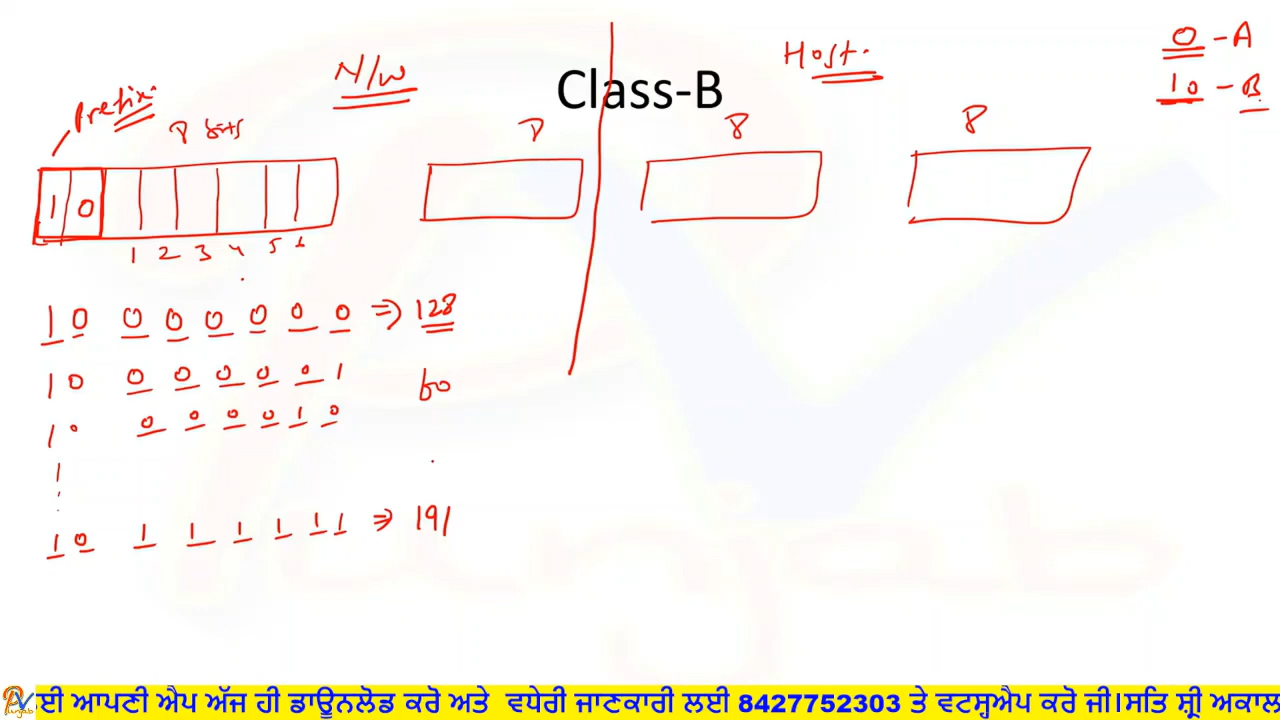 0 - A
N/W Host.
Class-B
10 - B
Prefix.
8 bits 8 8 8
1 0
1 2 3 4 5 6
1 0 0 0 0 0 0 0 ⇒ 128
1 0 0 0 0 0 0 1
1 0 0 0 0 0 1 0
1 0 1 1 1 1 1 1 ⇒ 191
Punjab
ਈ ਆਪਣੀ ਐਪ ਅੱਜ ਹੀ ਡਾਊਨਲੋਡ ਕਰੋ ਅਤੇ ਵਧੇਰੀ ਜਾਣਕਾਰੀ ਲਈ 8427752303 ਤੇ ਵਟਸ੍ਐਪ ਕਰੋ ਜੀ।ਸਤਿ ਸ਼੍ਰੀ ਅਕਾਲ